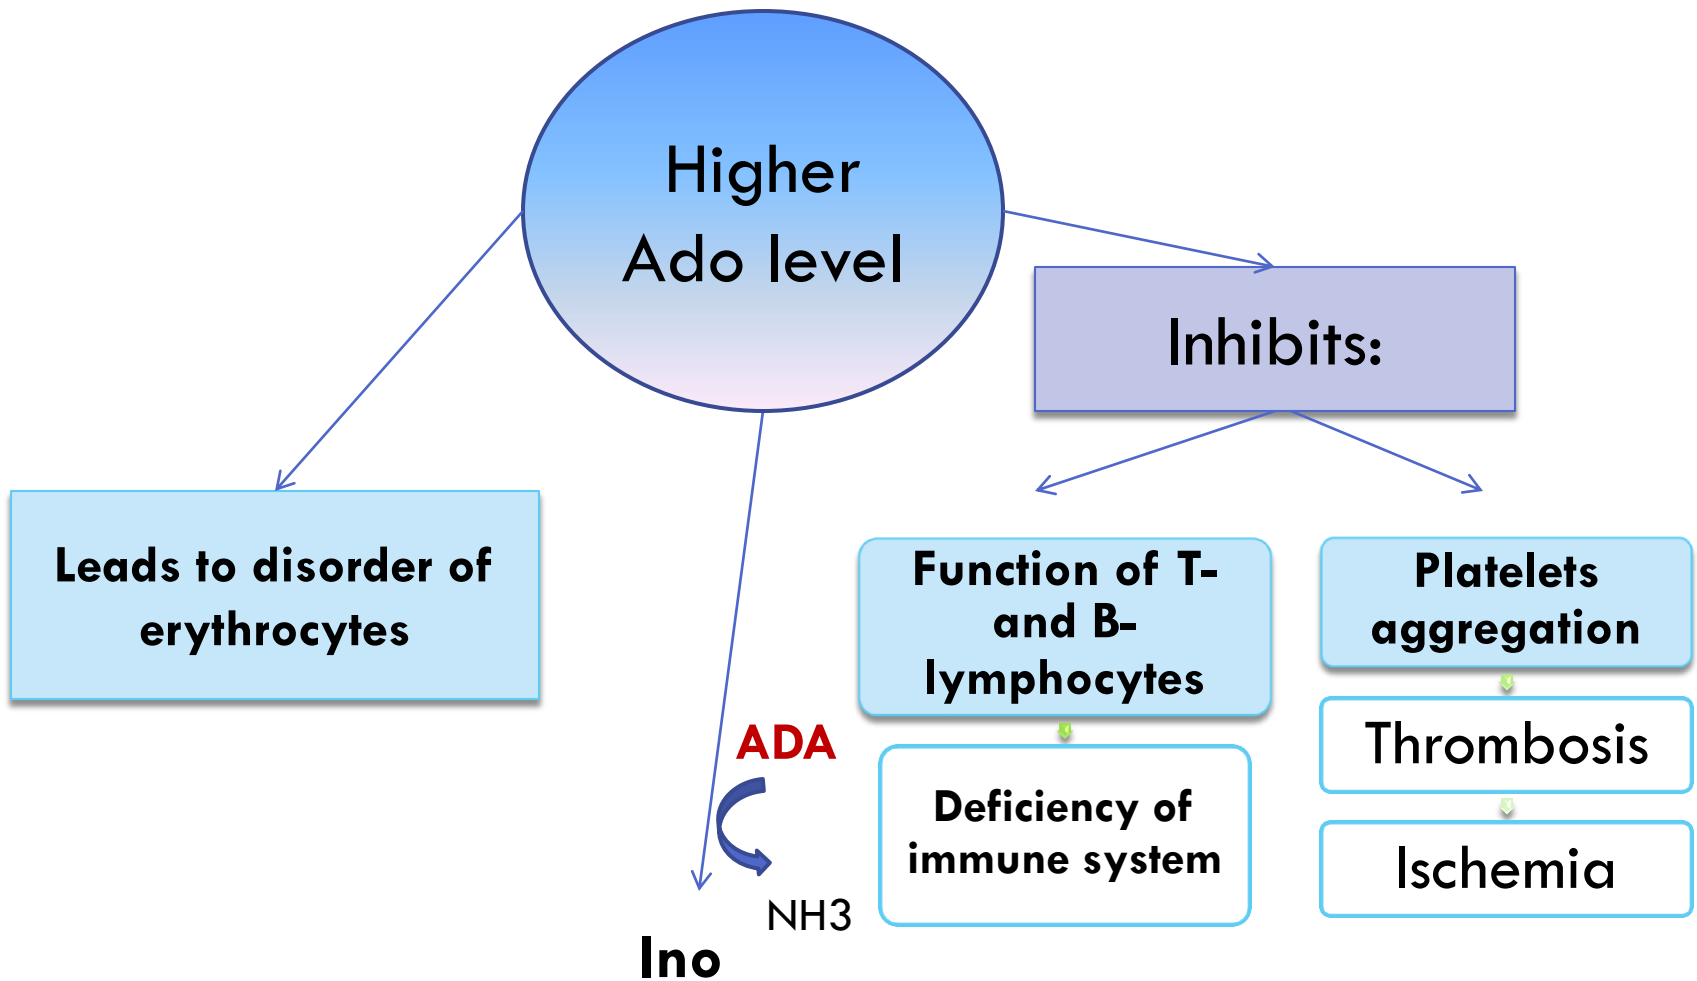 Higher
Ado level
Inhibits:
Leads to disorder of
erythrocytes
Function of T-
and B-
lymphocytes
Platelets
aggregation
ADA
Thrombosis
Deficiency of
immune system
Ischemia
NH3
Ino